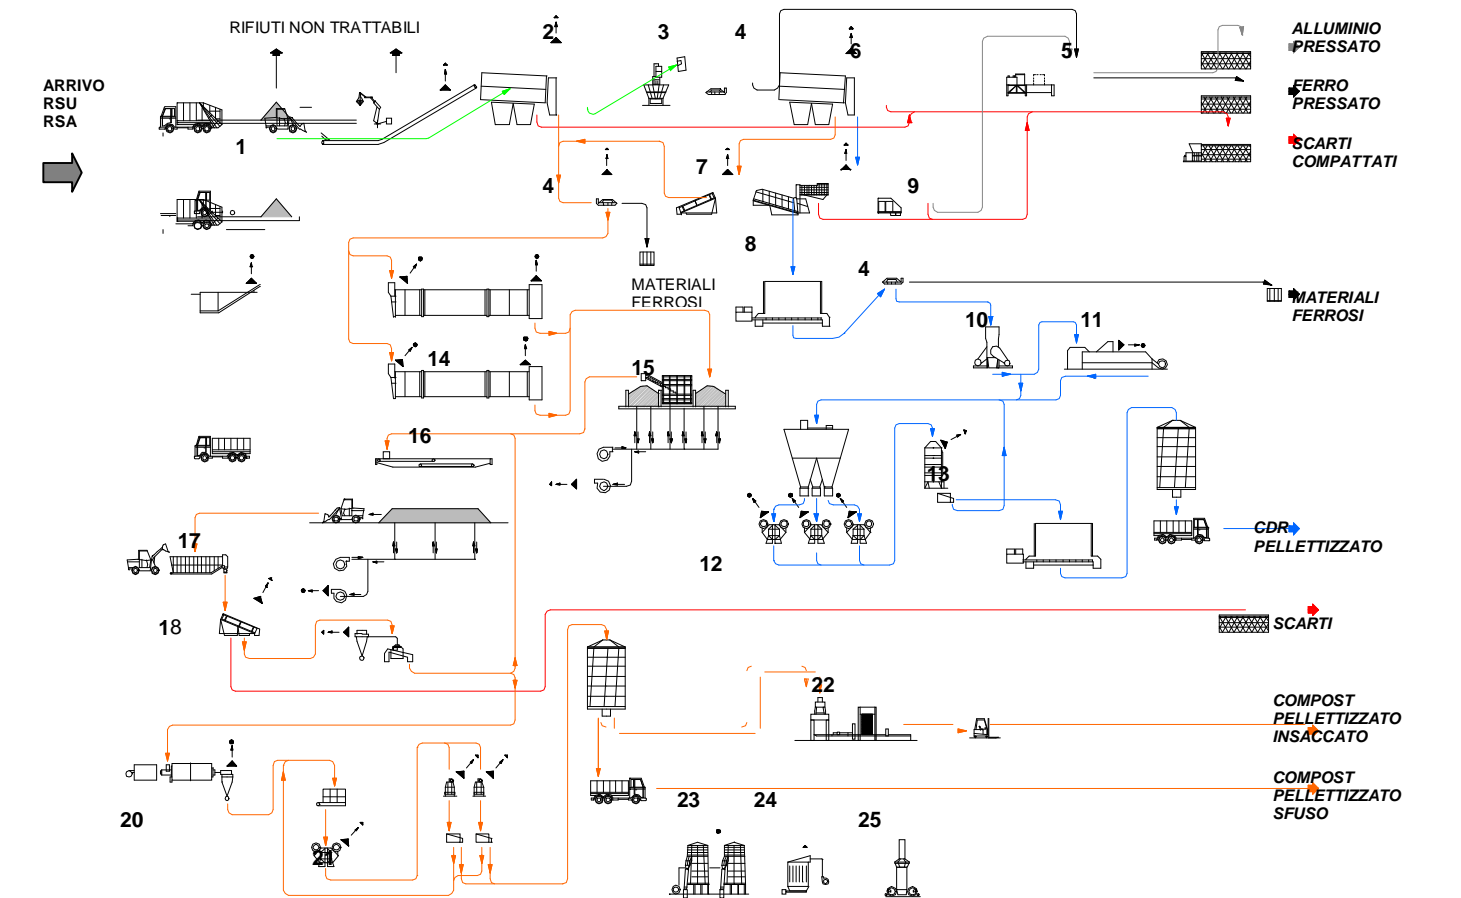 RIFIUTI NON TRATTABILI
2
3
4
6
5
ALLUMINIO
PRESSATO
ARRIVO
RSU
RSA
FERRO
PRESSATO
1
SCARTI
COMPATTATI
4
7
9
8
4
MATERIALI
FERROSI
MATERIALI
FERROSI
10
11
14
15
16
13
17
12
CDR
PELLETTIZZATO
18
SCARTI
22
COMPOST
PELLETTIZZATO
INSACCATO
COMPOST
PELLETTIZZATO
SFUSO
20
23
24
25
21